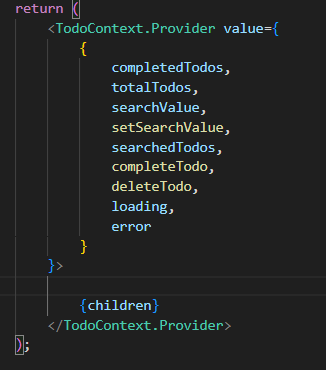 return (
<TodoContext.Provider value={
{
completedTodos,
totalTodos,
searchValue,
setSearchValue,
searchedTodos,
completeTodo,
deleteTodo,
loading,
error
}
}>
{children}
</TodoContext.Provider>
);